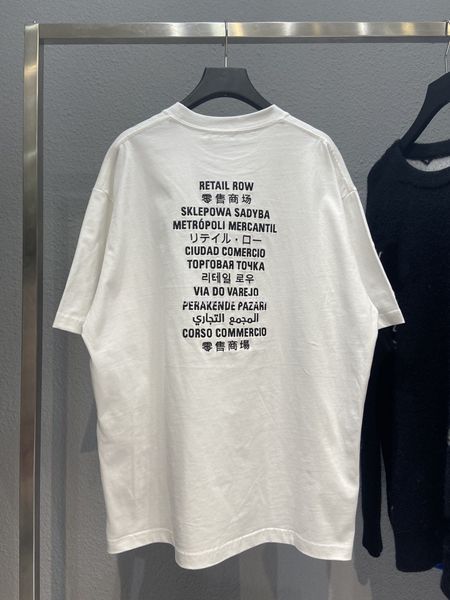 RETAIL ROW
零售商场
SKLEPOWA SADYBA
METRÓPOLI MERCANTIL
リテイル・ロー
CIUDAD COMERCIO
ТОРГОВАЯ ТОЧКА
리테일 로우
VIA DO VAREJO
PERAKENDE PAZARI
المجمع التجاري
CORSO COMMERCIO
零售商場